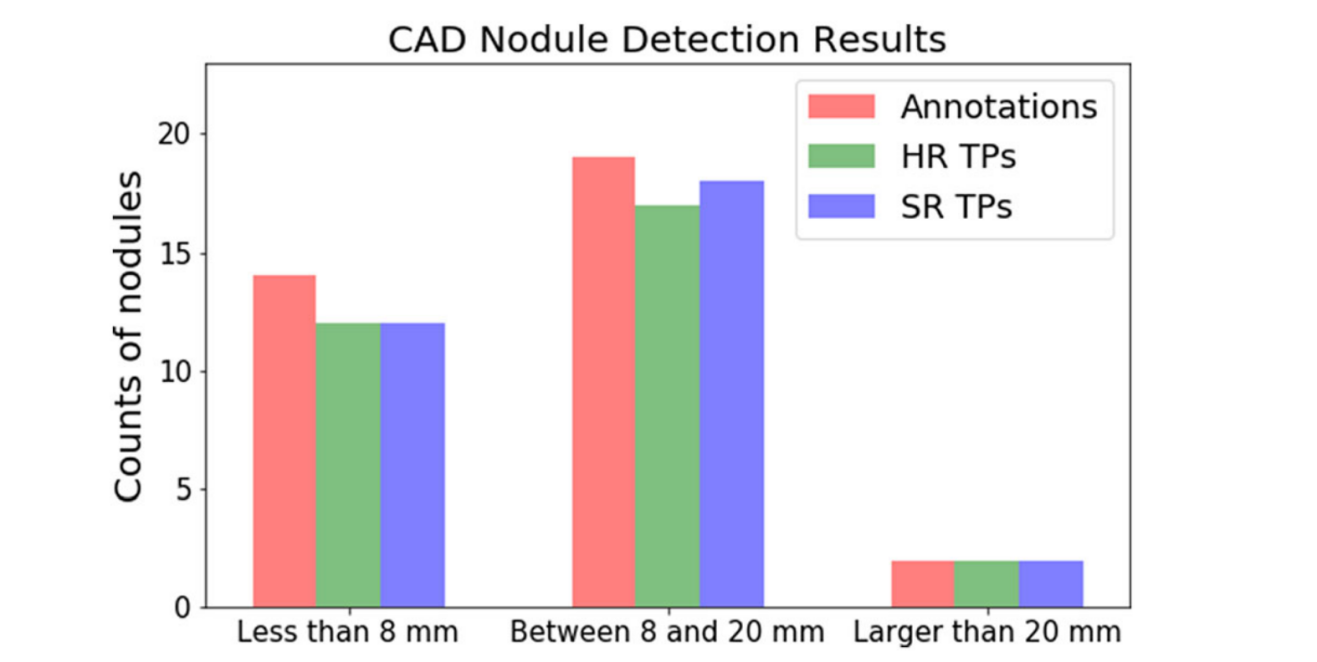 CAD Nodule Detection Results
Annotations
HR TPs
SR TPs
Counts of nodules
20
15
10
5
0
Less than 8 mm
Between 8 and 20 mm
Larger than 20 mm